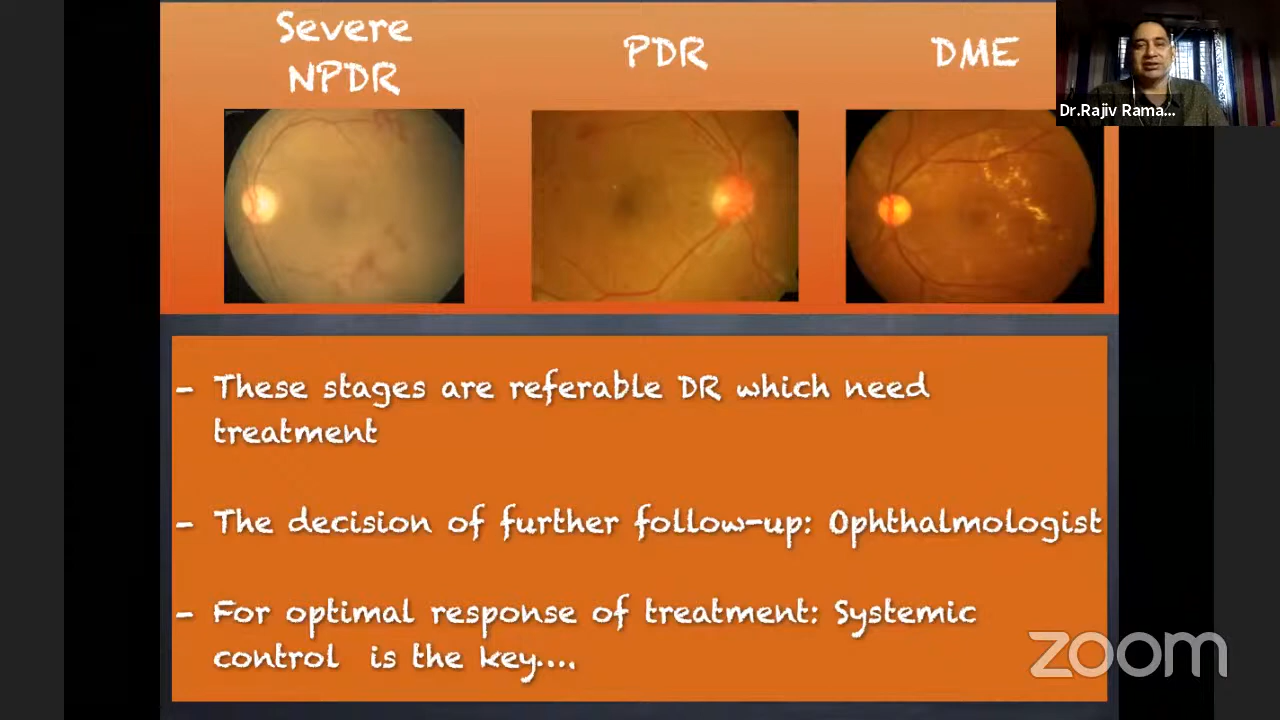 Severe
NPDR
PDR
DME
Dr.Rajiv Rama...
- These stages are referable DR which need
treatment
- The decision of further follow-up: Ophthalmologist
- For optimal response of treatment: Systemic
control is the key....
zoom